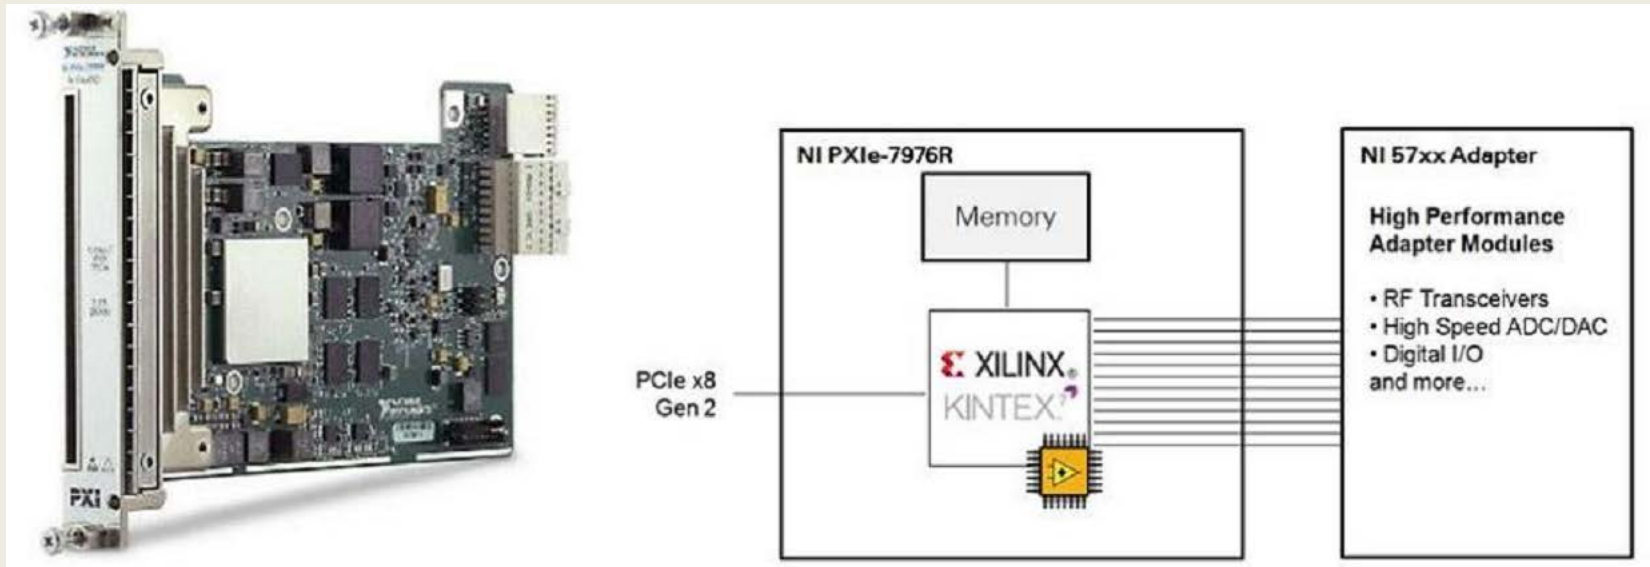 PXI
NI PXIe-7976R
Memory
PCIe x8
Gen 2
XILINX®
KINTEX.7
NI 57xx Adapter
High Performance
Adapter Modules
• RF Transceivers
• High Speed ADC/DAC
• Digital I/O
and more...